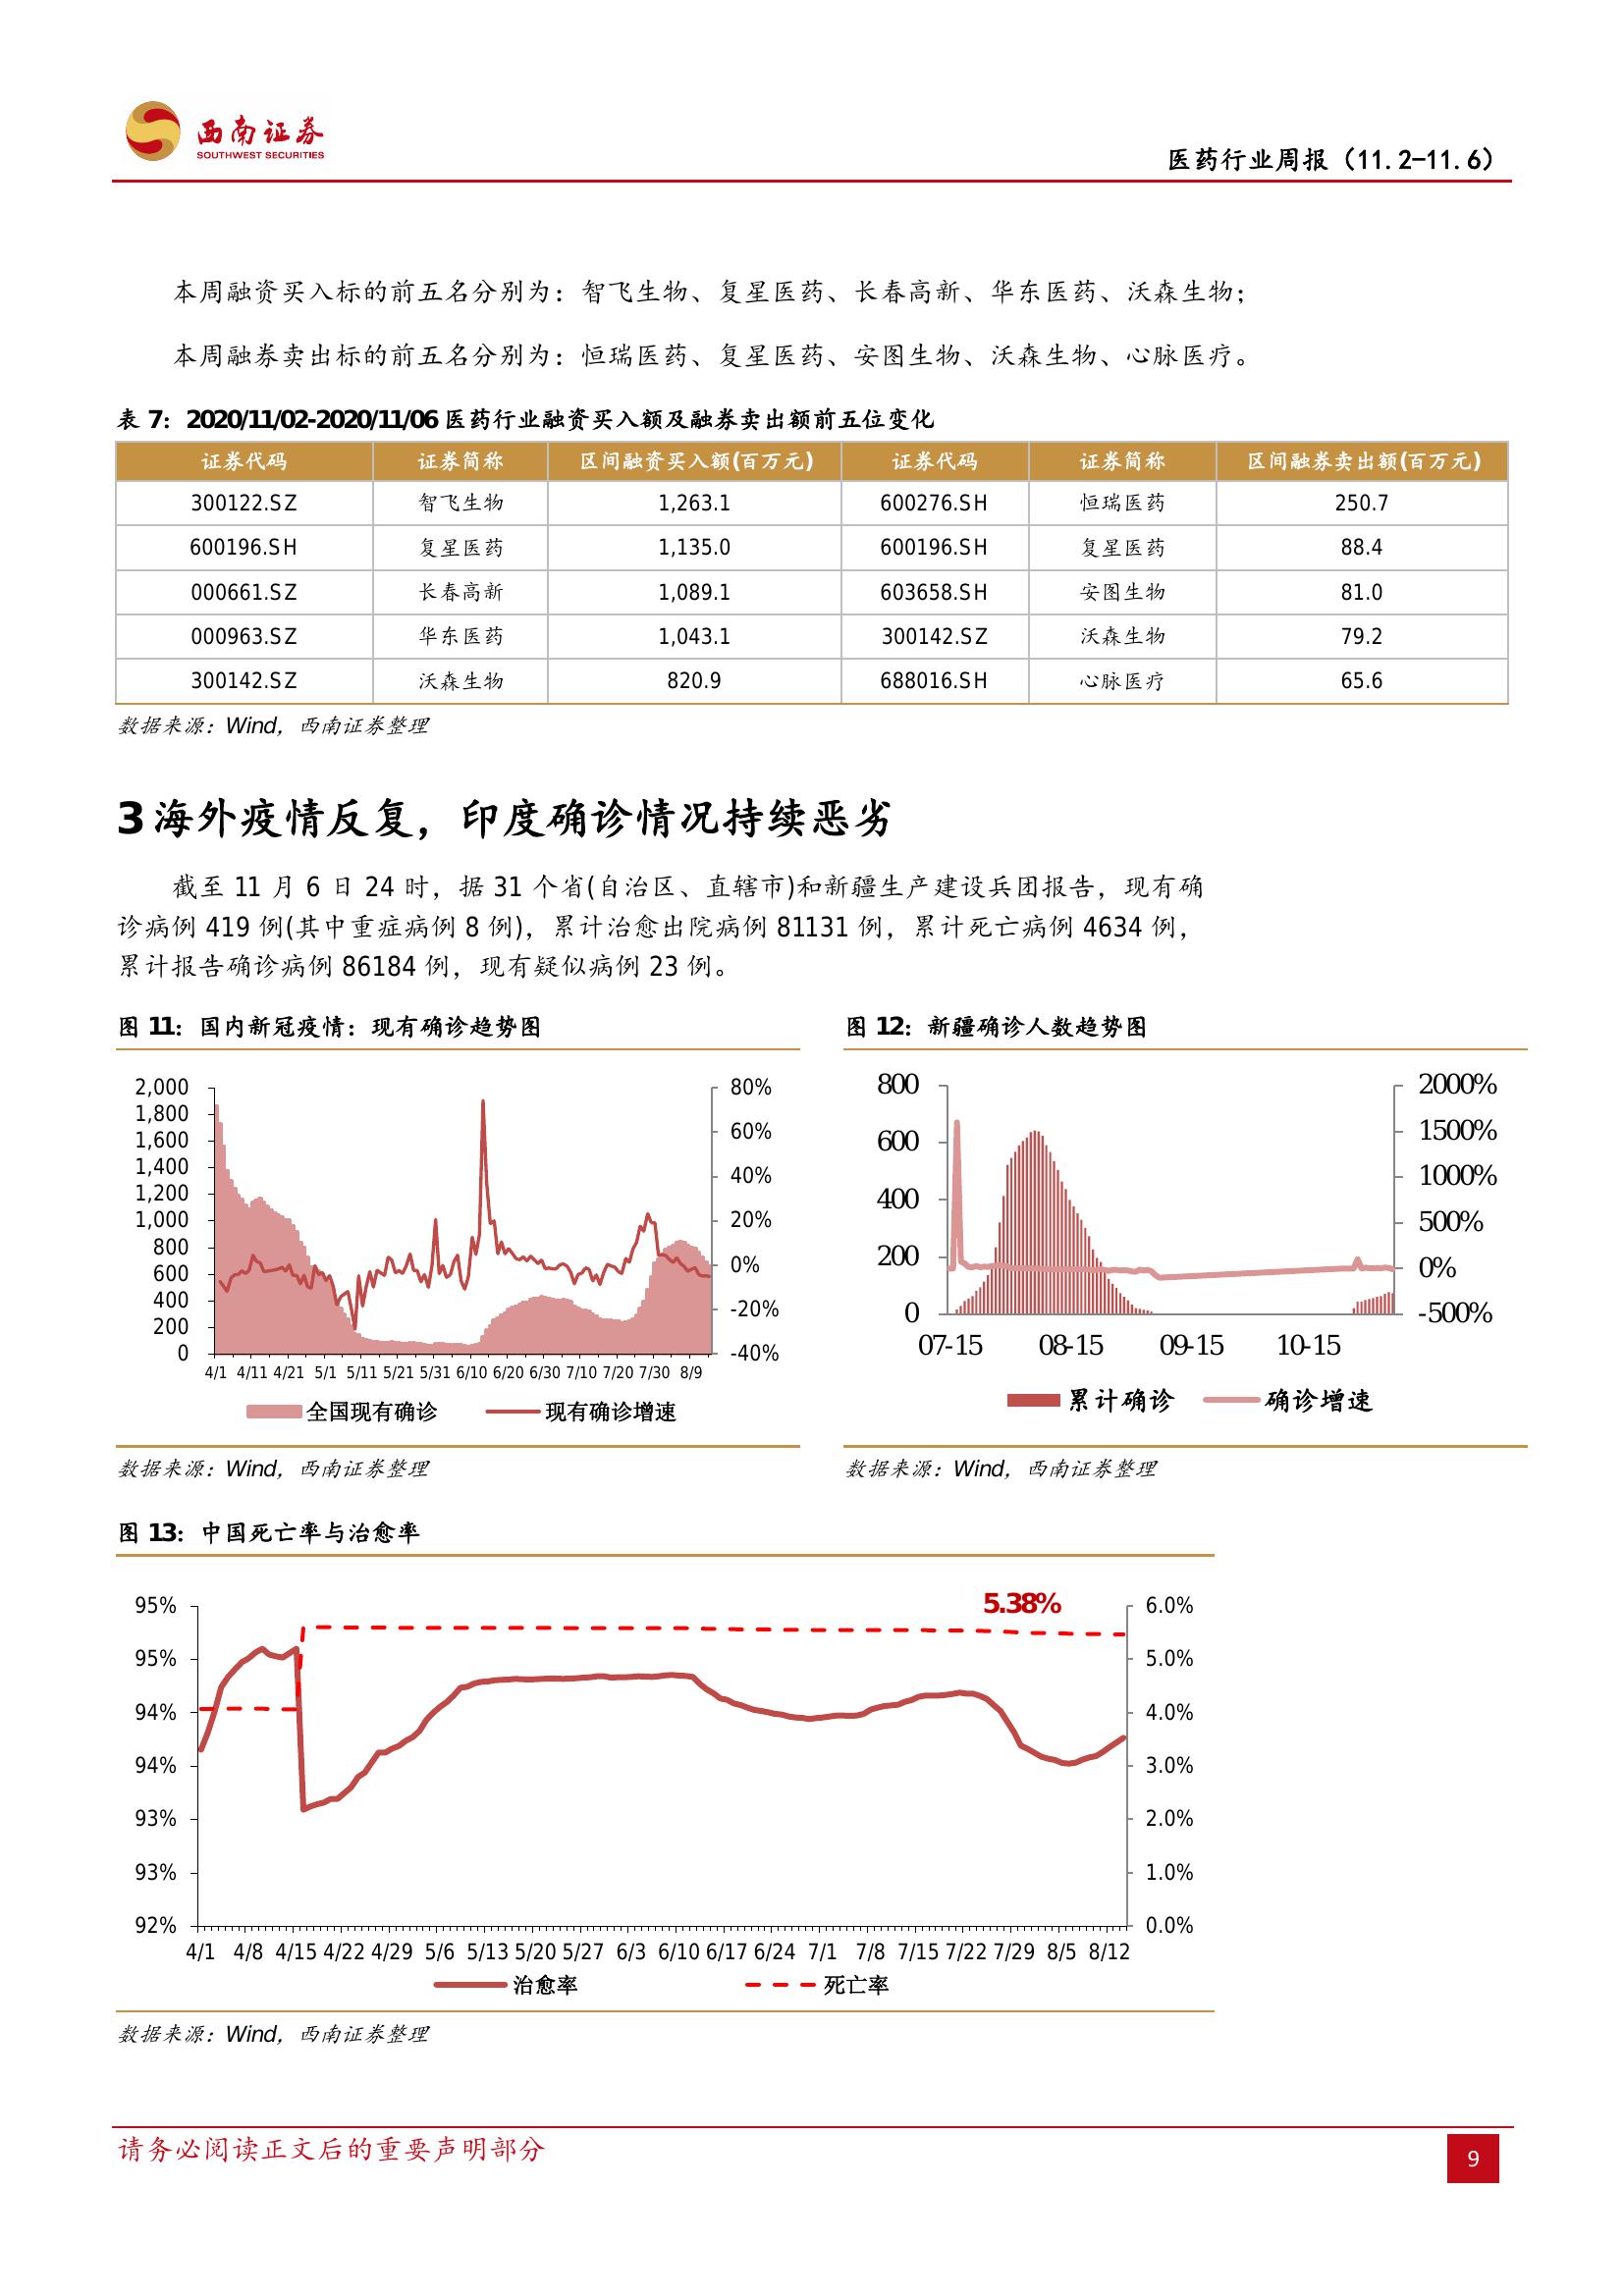 西南证券
SOUTHWEST SECURITIES
医药行业周报（11.2-11.6）
本周融资买入标的前五名分别为：智飞生物、复星医药、长春高新、华东医药、沃森生物；
本周融券卖出标的前五名分别为：恒瑞医药、复星医药、安图生物、沃森生物、心脉医疗。
表 7：2020/11/02-2020/11/06 医药行业融资买入额及融券卖出额前五位变化
证券代码 证券简称 区间融资买入额(百万元) 证券代码 证券简称 区间融券卖出额(百万元)
300122.SZ 智飞生物 1,263.1 600276.SH 恒瑞医药 250.7
600196.SH 复星医药 1,135.0 600196.SH 复星医药 88.4
000661.SZ 长春高新 1,089.1 603658.SH 安图生物 81.0
000963.SZ 华东医药 1,043.1 300142.SZ 沃森生物 79.2
300142.SZ 沃森生物 820.9 688016.SH 心脉医疗 65.6
数据来源：Wind，西南证券整理
3 海外疫情反复，印度确诊情况持续恶劣
截至 11 月 6 日 24 时，据 31 个省(自治区、直辖市)和新疆生产建设兵团报告，现有确
诊病例 419 例(其中重症病例 8 例)，累计治愈出院病例 81131 例，累计死亡病例 4634 例，
累计报告确诊病例 86184 例，现有疑似病例 23 例。
图 11：国内新冠疫情：现有确诊趋势图
2,000
1,800
1,600
1,400
1,200
1,000
800
600
400
200
0
80%
60%
40%
20%
0%
-20%
-40%
4/1 4/11 4/21 5/1 5/11 5/21 5/31 6/10 6/20 6/30 7/10 7/20 7/30 8/9
全国现有确诊 现有确诊增速
数据来源：Wind，西南证券整理
图 12：新疆确诊人数趋势图
800
600
400
200
0
2000%
1500%
1000%
500%
0%
-500%
07-15 08-15 09-15 10-15
累计确诊 确诊增速
数据来源：Wind，西南证券整理
图 13：中国死亡率与治愈率
95%
95%
94%
94%
93%
93%
92%
5.38%
6.0%
5.0%
4.0%
3.0%
2.0%
1.0%
0.0%
4/1 4/8 4/15 4/22 4/29 5/6 5/13 5/20 5/27 6/3 6/10 6/17 6/24 7/1 7/8 7/15 7/22 7/29 8/5 8/12
治愈率 死亡率
数据来源：Wind，西南证券整理
请务必阅读正文后的重要声明部分
9